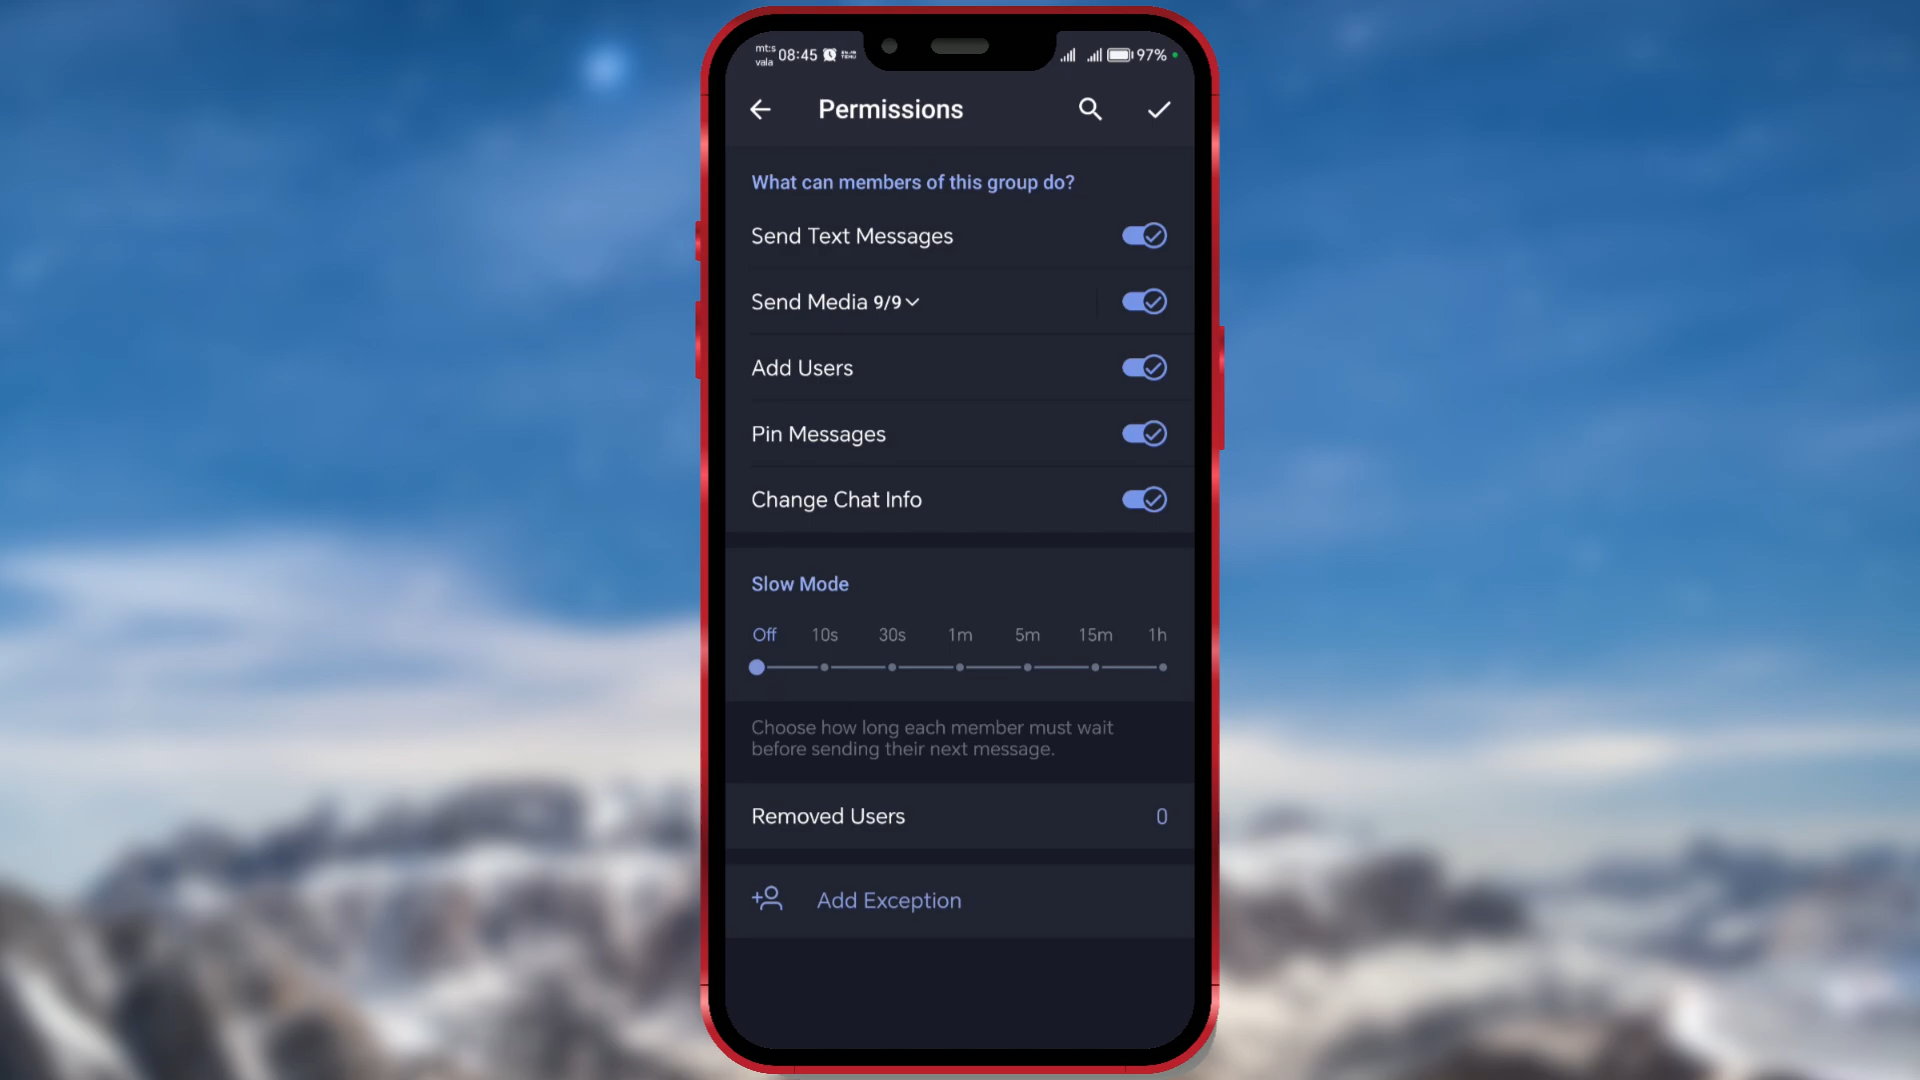 mt:s
vala
08:45
97%
Permissions
What can members of this group do?
Send Text Messages
Send Media 9/9
Add Users
Pin Messages
Change Chat Info
Slow Mode
Off 10s 30s 1m 5m 15m 1h
Choose how long each member must wait
before sending their next message.
Removed Users 0
Add Exception